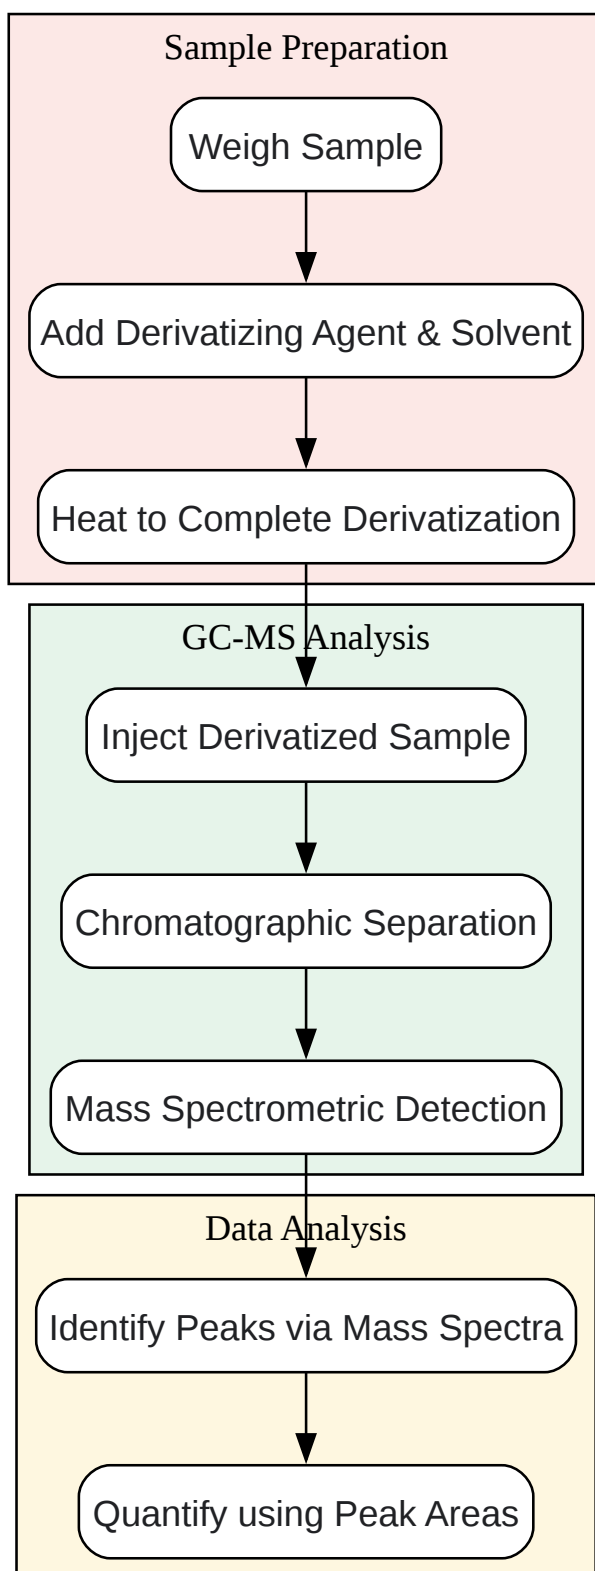 Sample Preparation
Weigh Sample
Add Derivatizing Agent & Solvent
Heat to Complete Derivatization
GC-MS Analysis
Inject Derivatized Sample
Chromatographic Separation
Mass Spectrometric Detection
Data Analysis
Identify Peaks via Mass Spectra
Quantify using Peak Areas